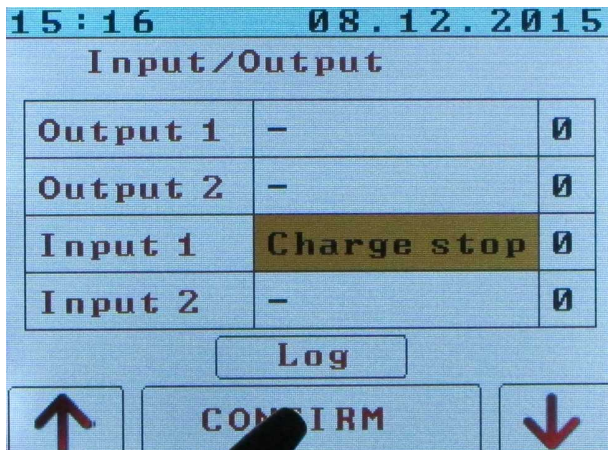 15:16 08.12.2015
Input/Output
Output 1 – 0
Output 2 – 0
Input 1 Charge stop 0
Input 2 – 0
Log
CONFIRM